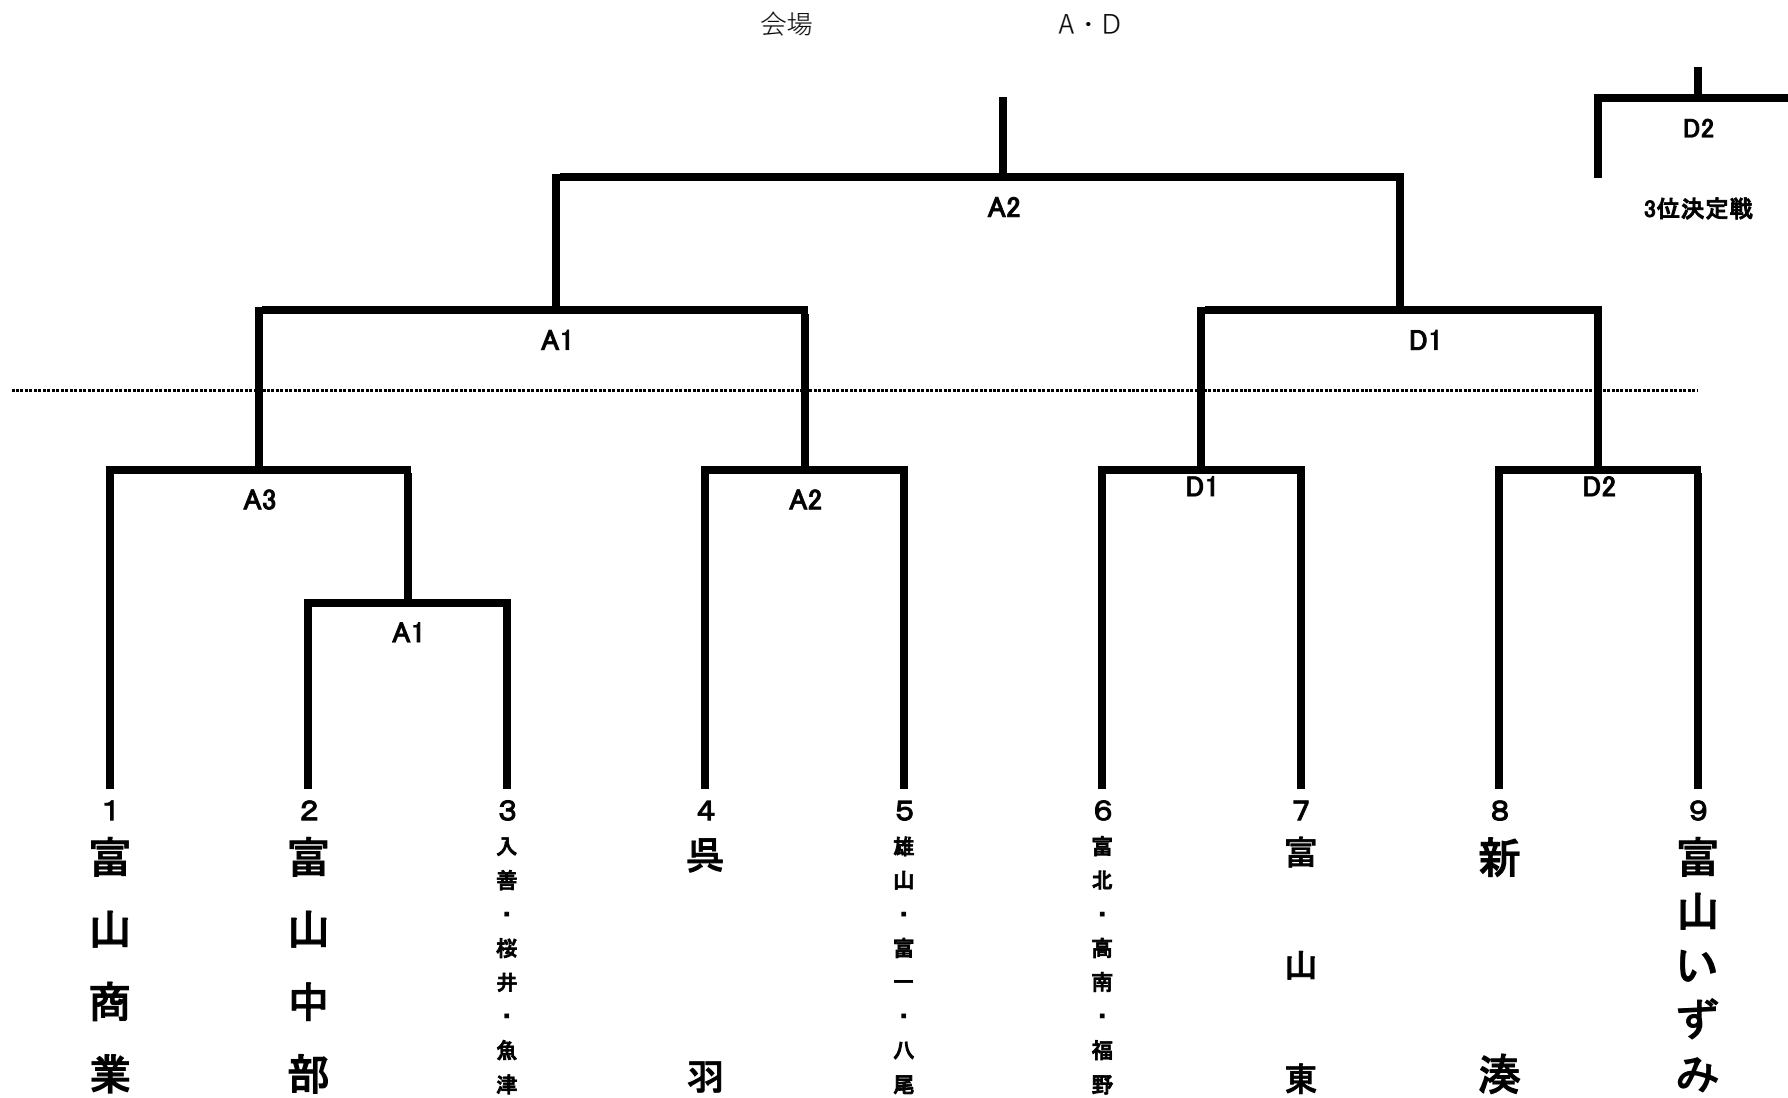 会場 A・D
D2
3位決定戦
A2
A1
D1
A3
A2
D1
D2
A1
1
2
3
4
5
6
7
8
9
富山商業
富山中部
入善・桜井・魚津
呉羽
雄山・富一・八尾
富北・高南・福野
富山東
新湊
富山いずみ